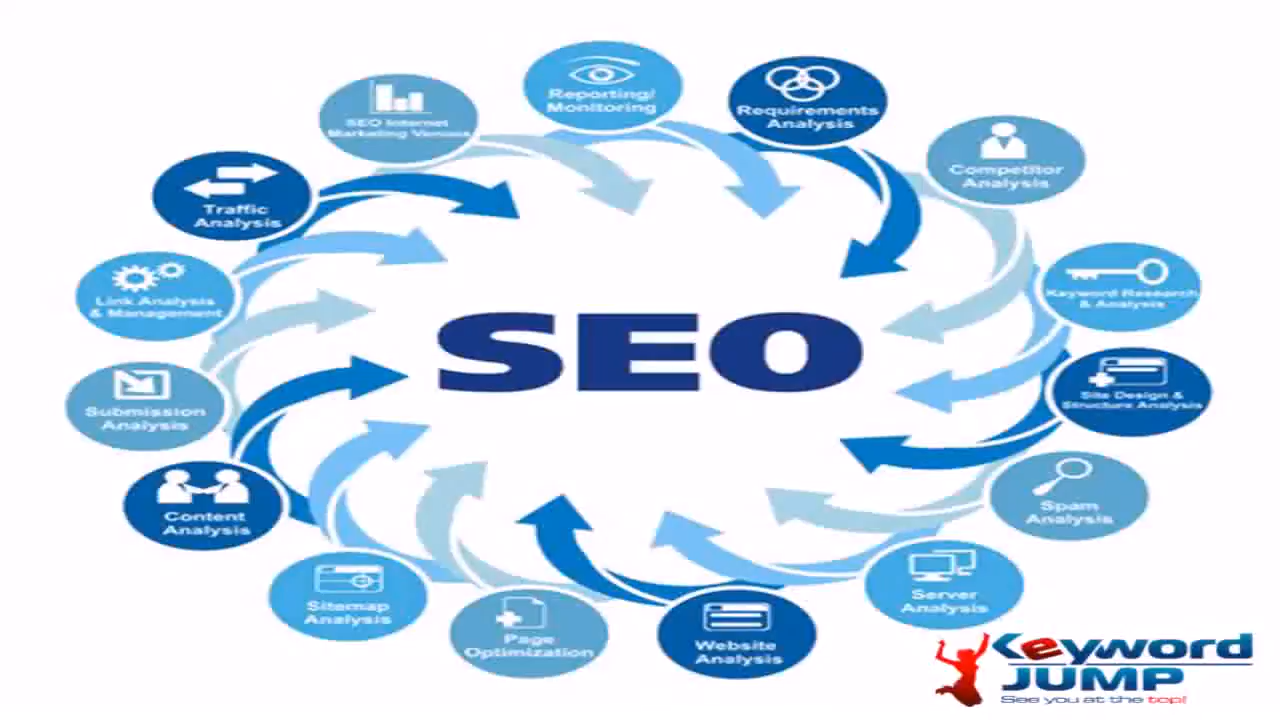 Reporting/
Monitoring
Requirements
Analysis
SEO Internet
Marketing Venous
Competitor
Analysis
Traffic
Analysis
Keyword Research
& Analysis
Link Analysis
& Management
SEO
Site Design &
Structure Analysis
Submission
Analysis
Spam
Analysis
Content
Analysis
Server
Analysis
Sitemap
Analysis
Page
Optimization
Website
Analysis
Keyword
JUMP
See you at the top!